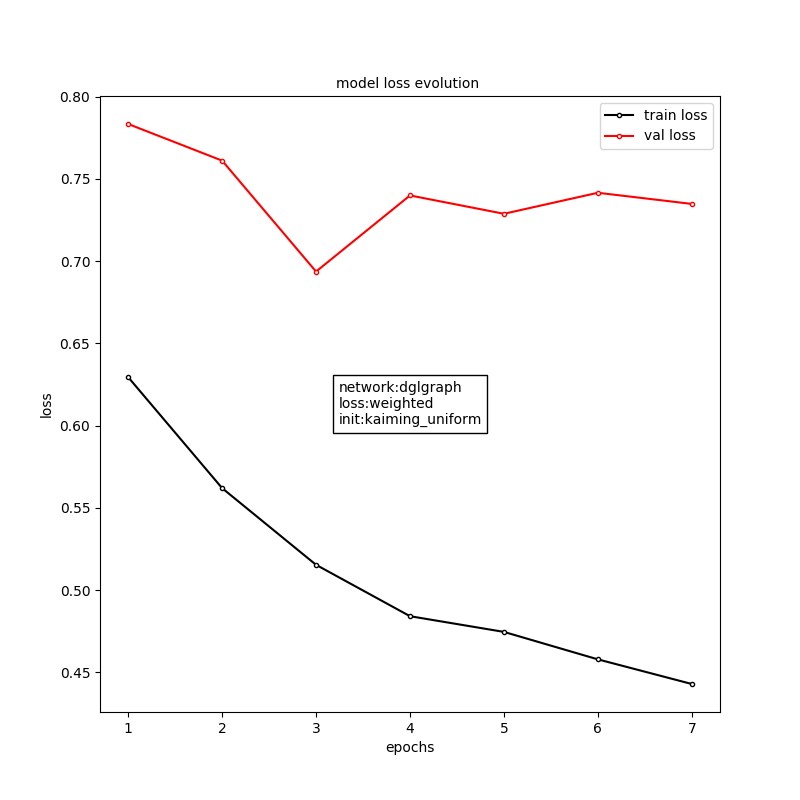 model loss evolution
0.80
train loss
val loss
0.75
0.70
0.65
network:dglgraph
loss:weighted
init:kaiming_uniform
loss
0.60
0.55
0.50
0.45
1 2 3 4 5 6 7
epochs